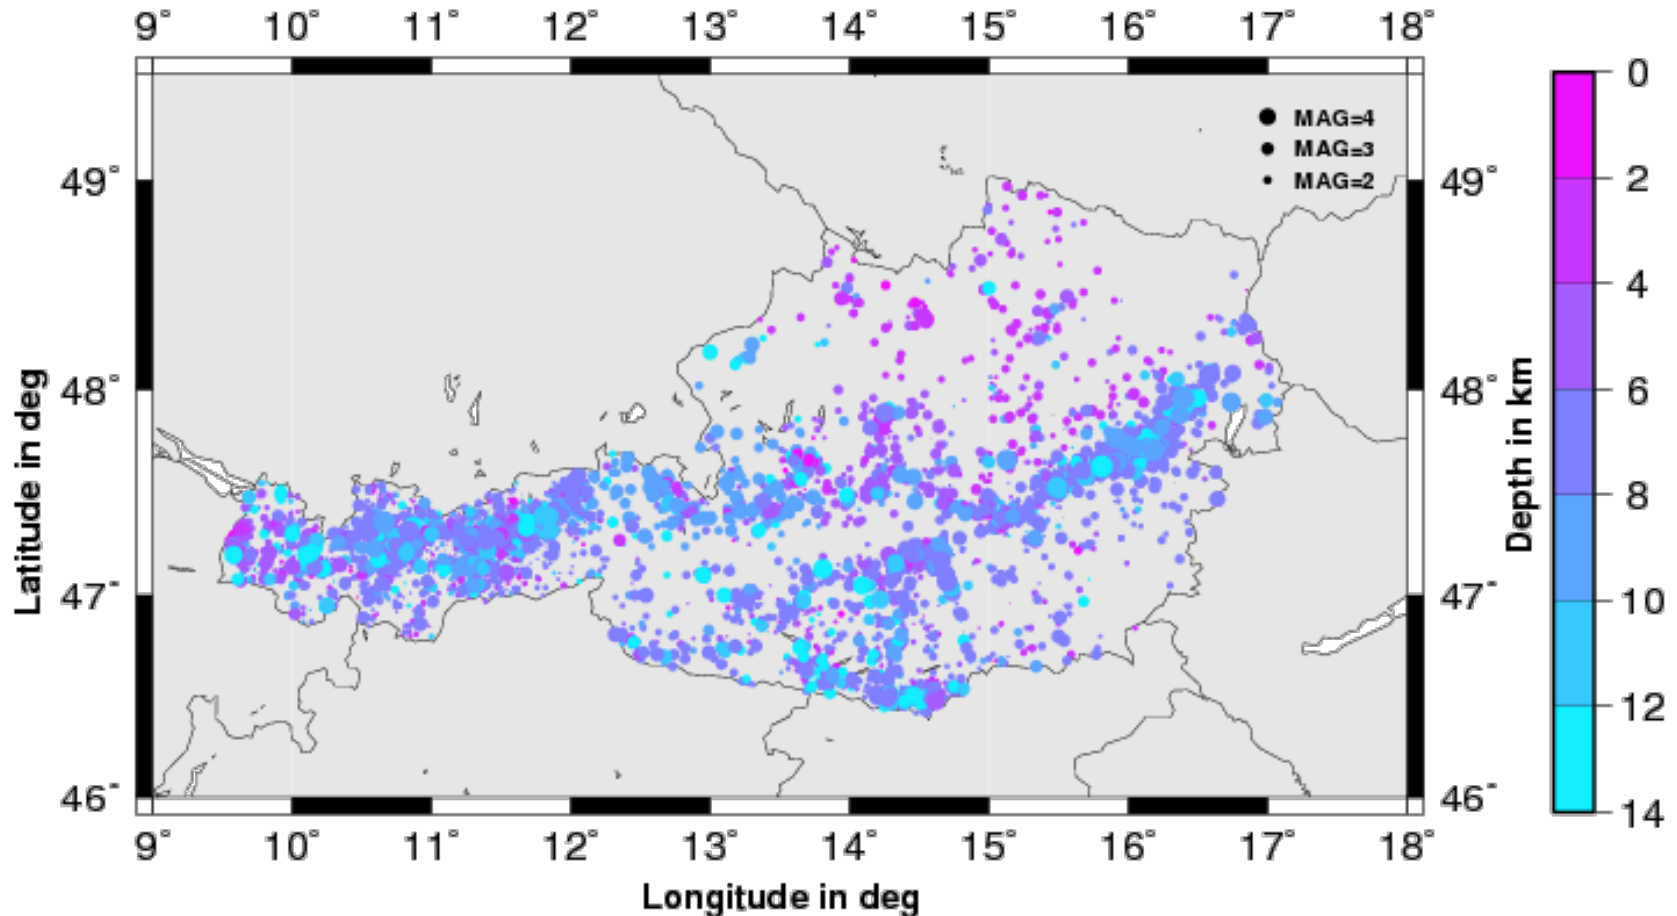 9° 10° 11° 12° 13° 14° 15° 16° 17° 18°
0
MAG=4
MAG=3
MAG=2
49° 49° 2
4
48° 48° 6
Latitude in deg
Depth in km
8
47° 47° 10
12
46° 46° 14
9° 10° 11° 12° 13° 14° 15° 16° 17° 18°
Longitude in deg